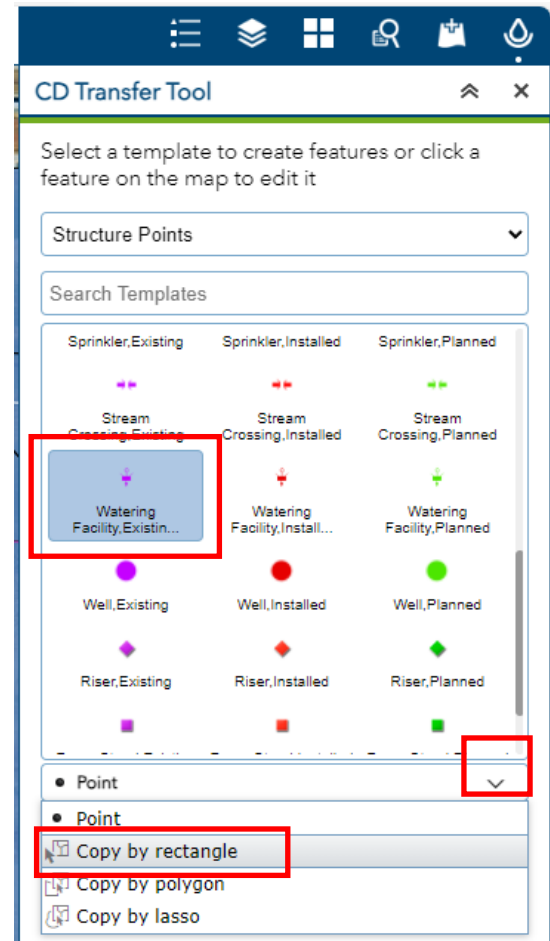 CD Transfer Tool
Select a template to create features or click a
feature on the map to edit it
Structure Points
Search Templates
Sprinkler,Existing Sprinkler,Installed Sprinkler,Planned
Stream Stream Stream
Crossing,Existing Crossing,Installed Crossing,Planned
Watering Watering Watering
Facility,Existin... Facility,Install... Facility,Planned
Well,Existing Well,Installed Well,Planned
Riser,Existing Riser,Installed Riser,Planned
Point
Point
Copy by rectangle
Copy by polygon
Copy by lasso